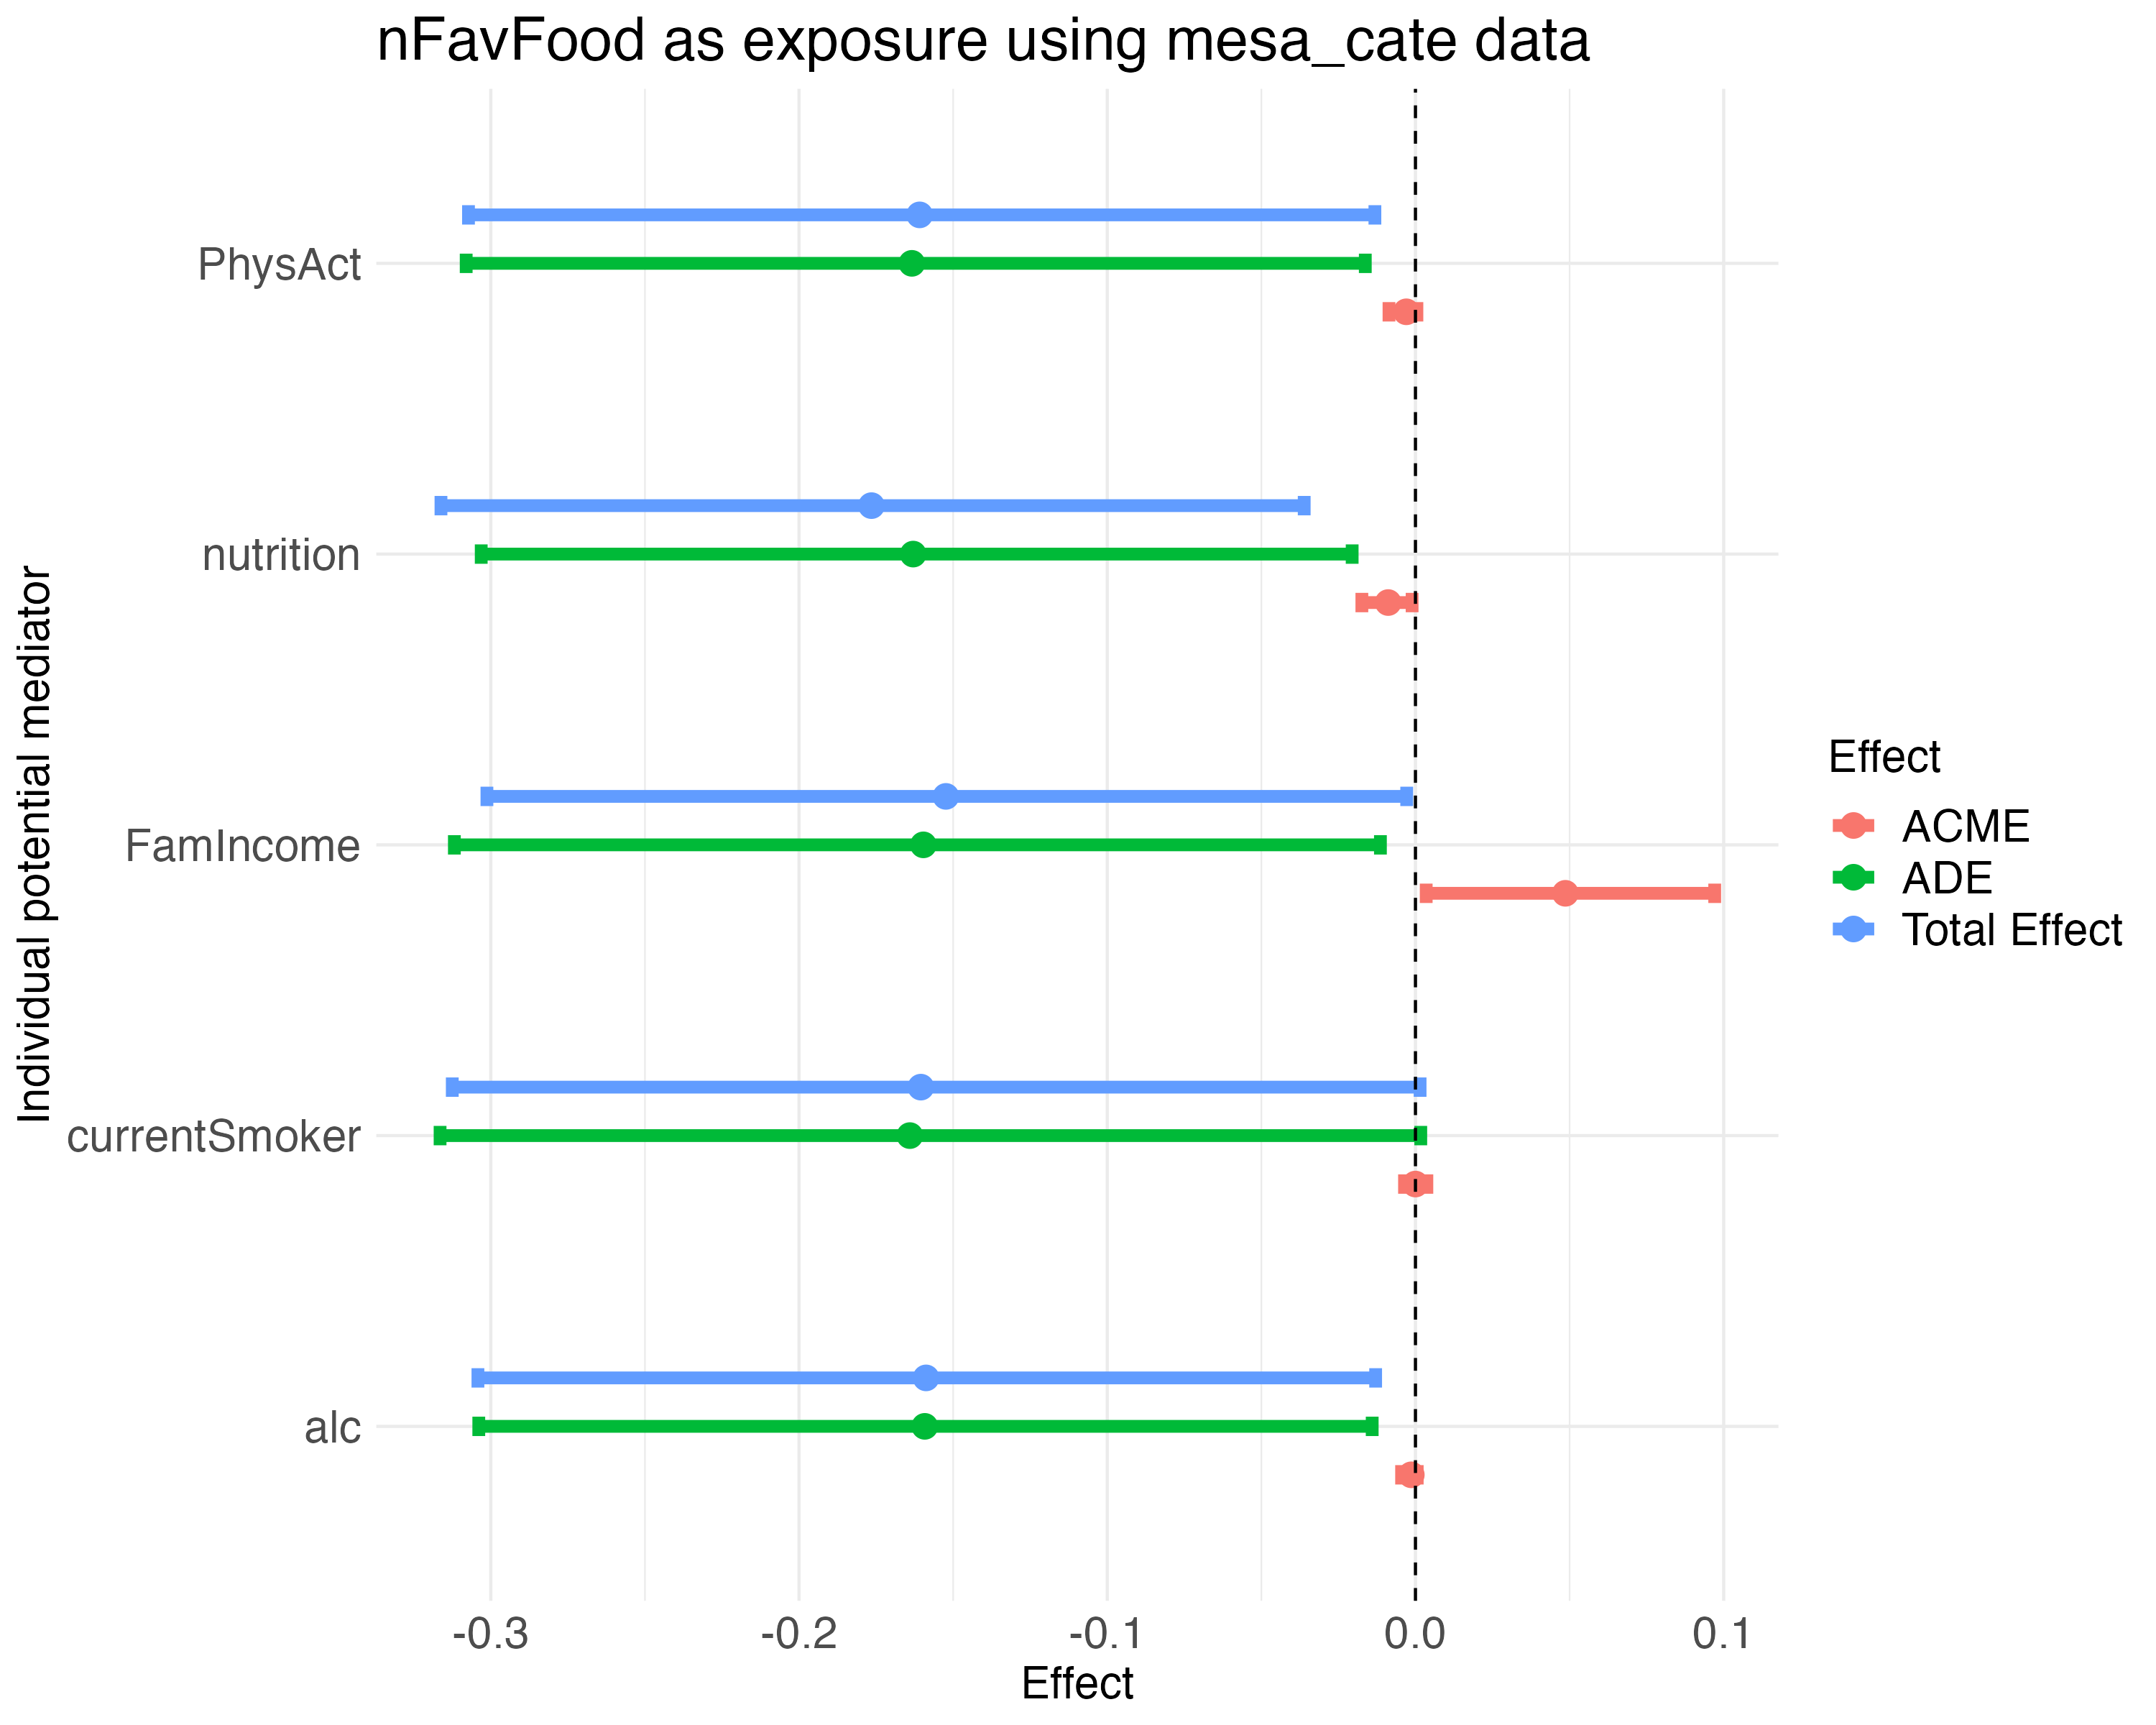 nFavFood as exposure using mesa_cate data
Individual potential mediator
PhysAct
nutrition
FamIncome
currentSmoker
alc
-0.3
-0.2
-0.1
0.0
0.1
Effect
Effect
ACME
ADE
Total Effect